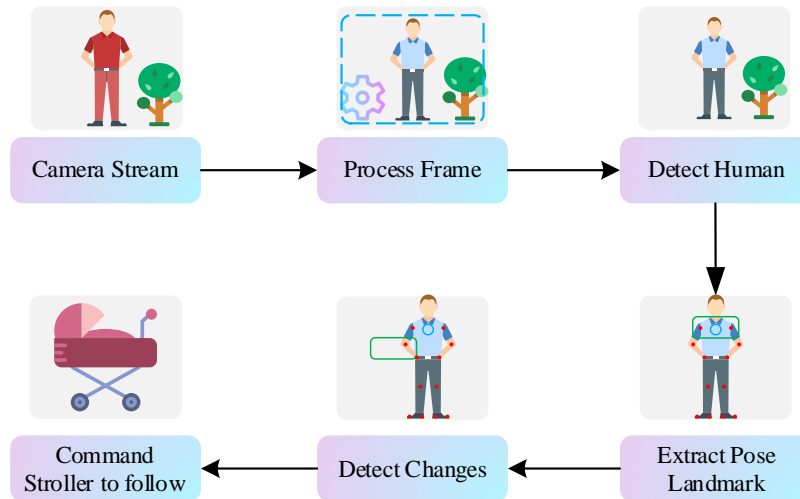 Camera Stream
Process Frame
Detect Human
Command
Stroller to follow
Detect Changes
Extract Pose
Landmark